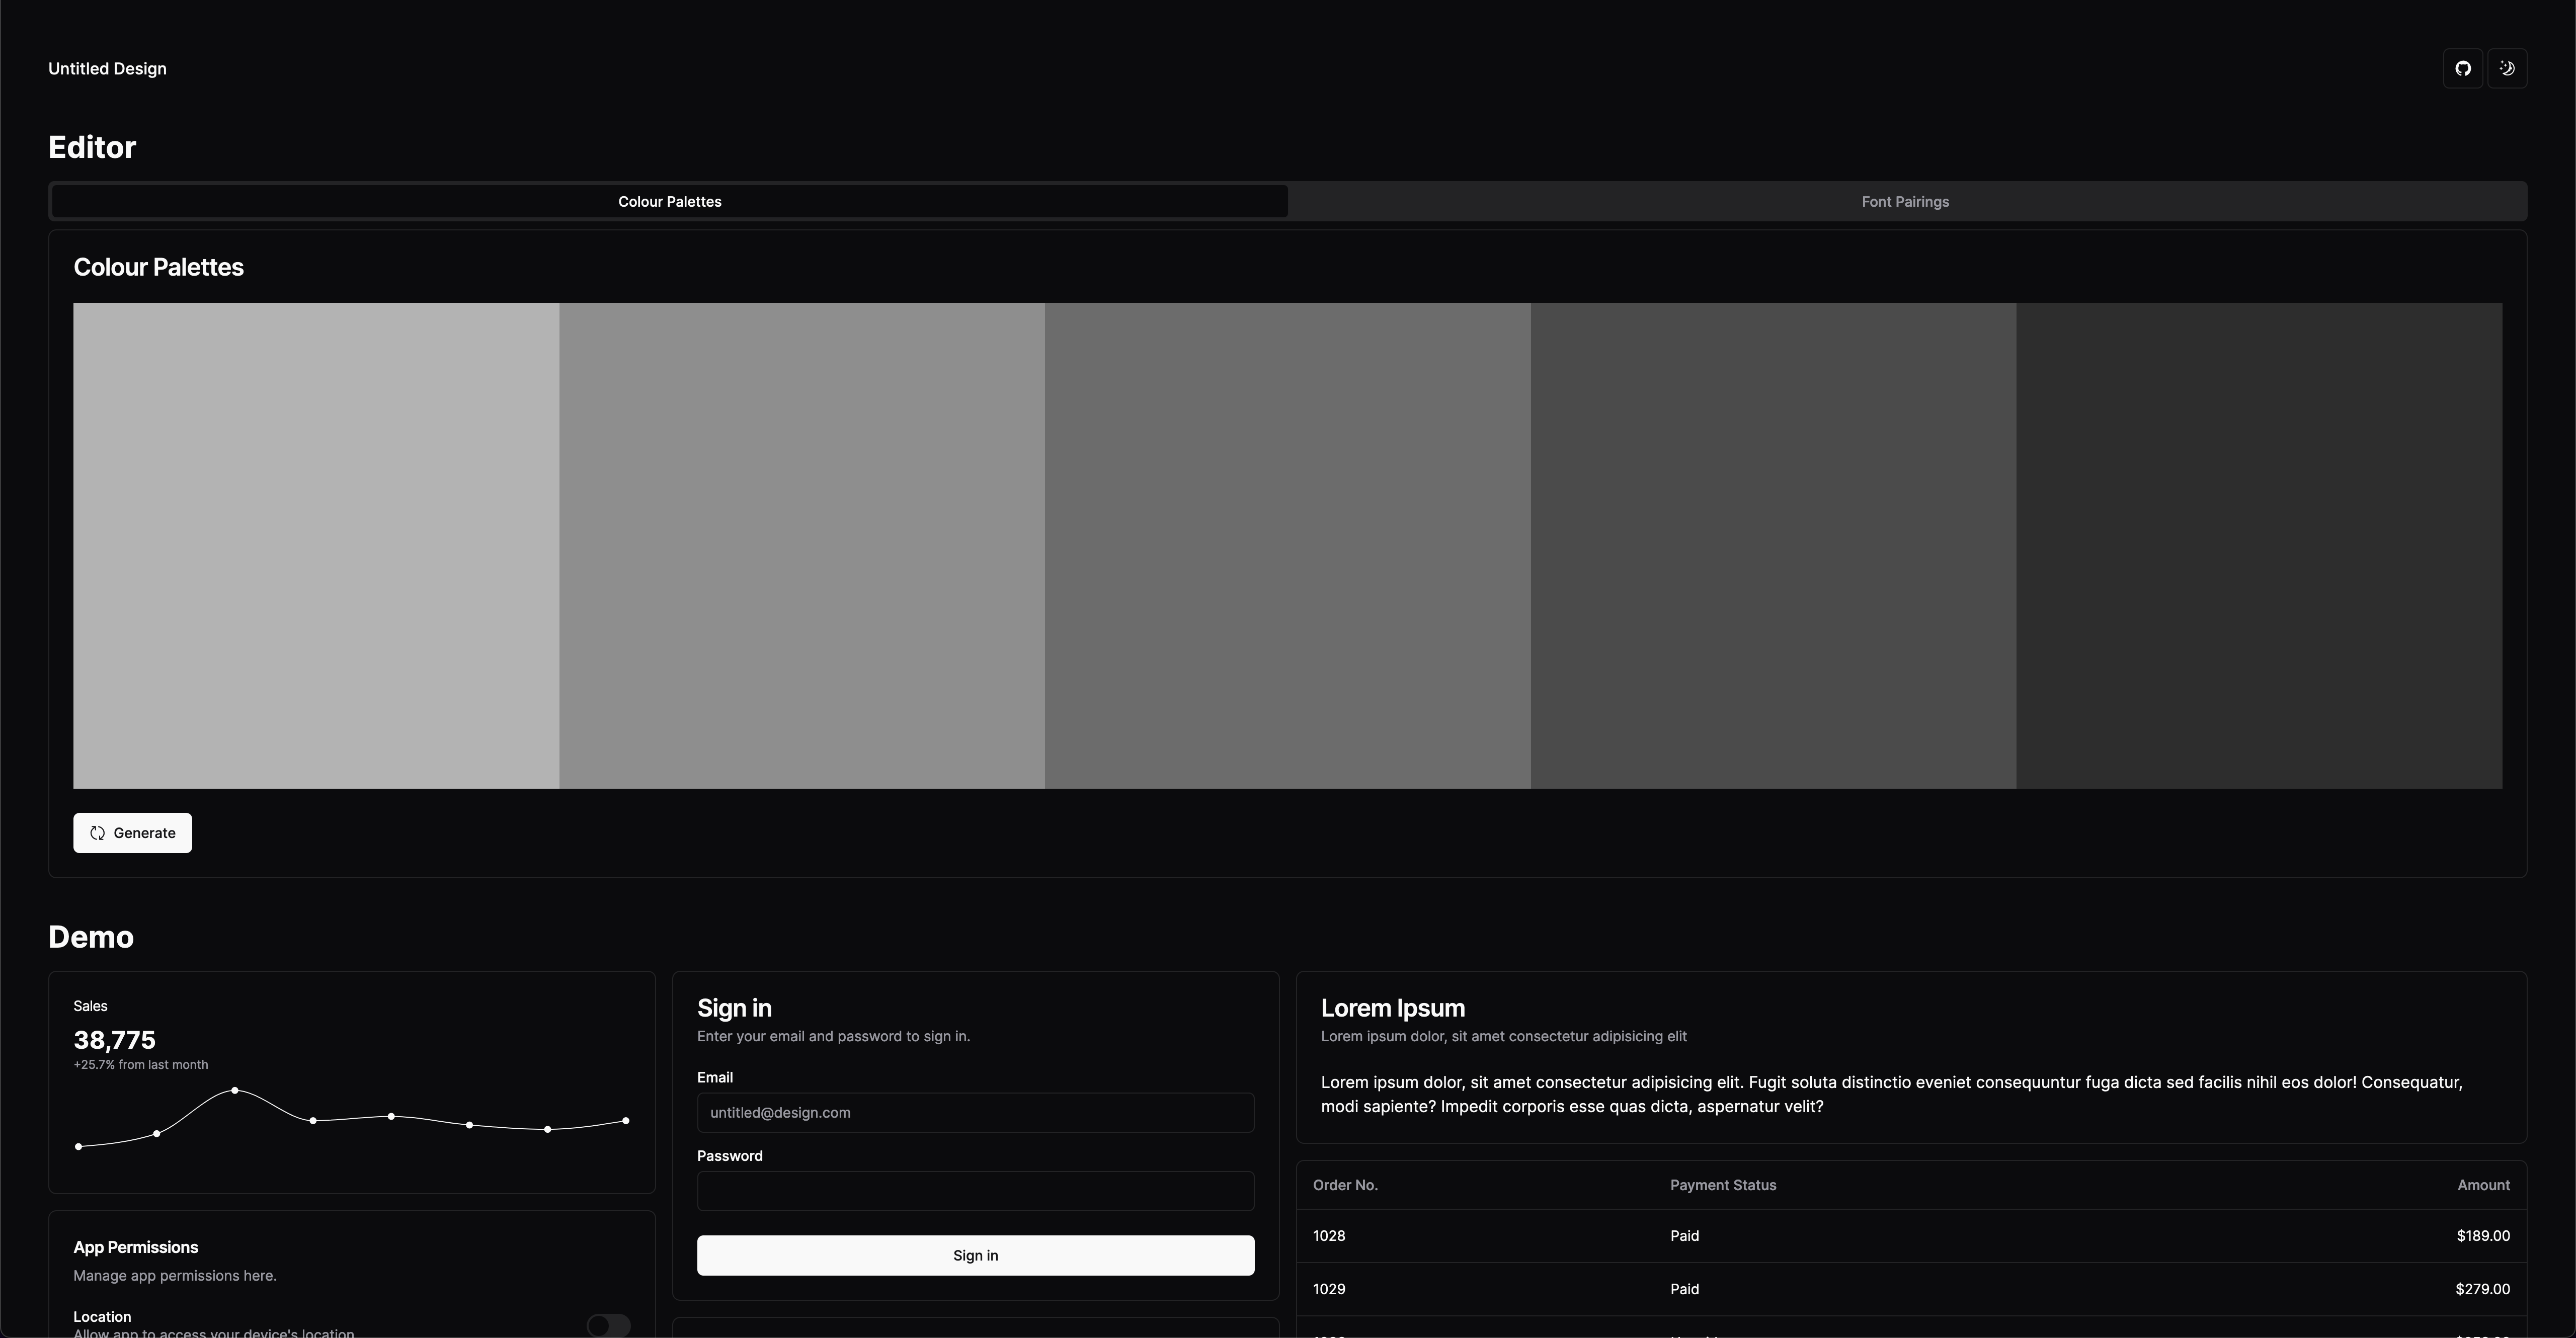 Untitled Design
Editor
Colour Palettes
Font Pairings
Colour Palettes
Generate
Demo
Sales
38,775
+25.7% from last month
App Permissions
Manage app permissions here.
Location
Allow app to access your device's location
Sign in
Enter your email and password to sign in.
Email
untitled@design.com
Password
Sign in
Lorem Ipsum
Lorem ipsum dolor, sit amet consectetur adipisicing elit
Lorem ipsum dolor, sit amet consectetur adipisicing elit. Fugit soluta distinctio eveniet consequuntur fuga dicta sed facilis nihil eos dolor! Consequatur,
modi sapiente? Impedit corporis esse quas dicta, aspernatur velit?
Order No. Payment Status Amount
1028 Paid $189.00
1029 Paid $279.00